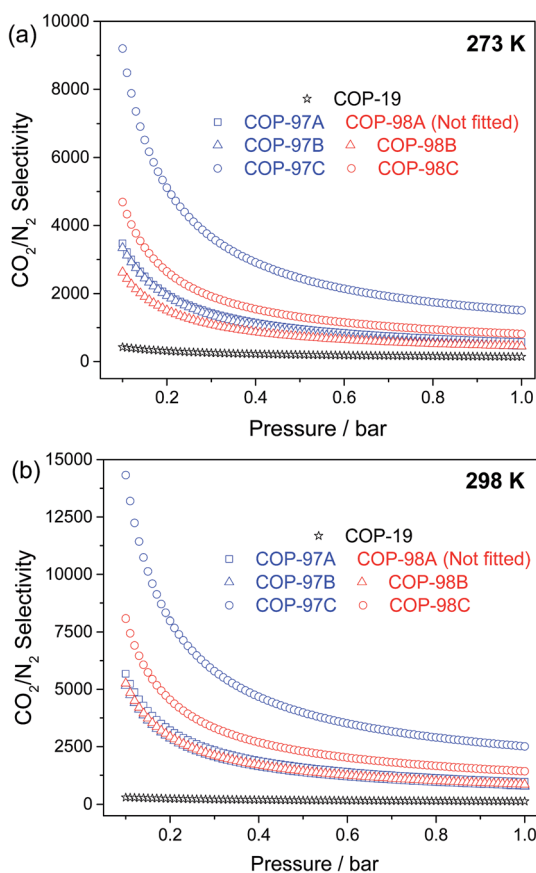 (a)
273 K
10000
8000
6000
4000
2000
0
CO2/N2 Selectivity
COP-19
COP-97A COP-98A (Not fitted)
COP-97B COP-98B
COP-97C COP-98C
0.2 0.4 0.6 0.8 1.0
Pressure / bar
(b)
298 K
15000
12500
10000
7500
5000
2500
0
CO2/N2 Selectivity
COP-19
COP-97A COP-98A (Not fitted)
COP-97B COP-98B
COP-97C COP-98C
0.2 0.4 0.6 0.8 1.0
Pressure / bar